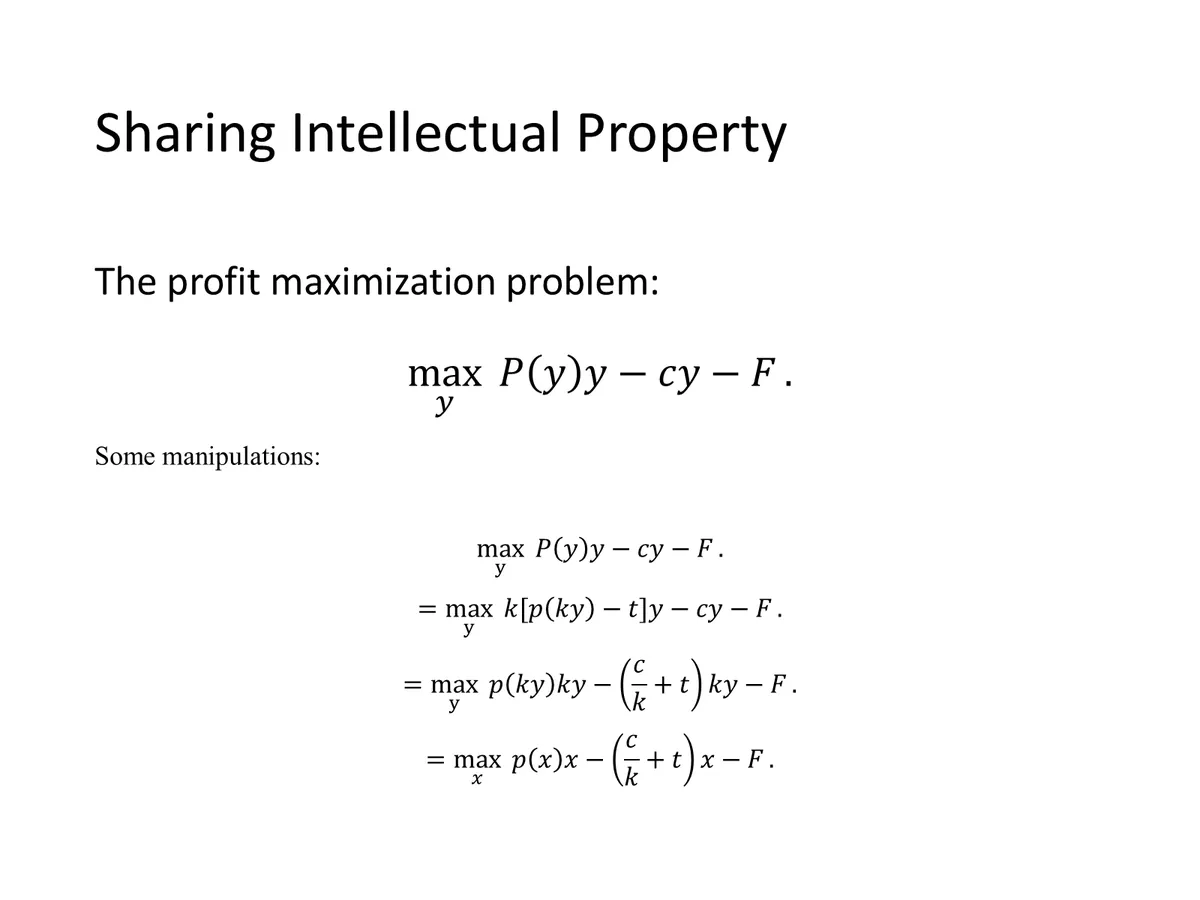 Sharing Intellectual Property
The profit maximization problem:
max P(y)y − cy − F .
y
Some manipulations:
max P(y)y − cy − F .
y
= max k[p(ky) − t]y − cy − F .
y
= max p(ky)ky − (c/k + t) ky − F .
y
= max p(x)x − (c/k + t) x − F .
x